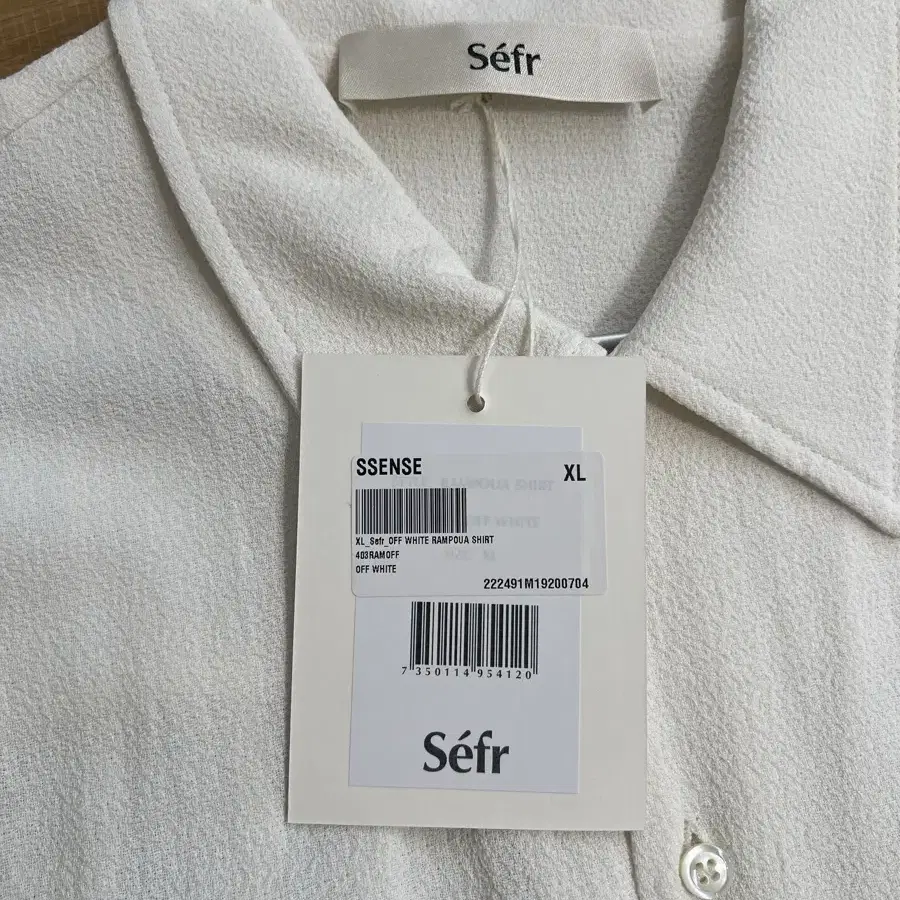 Séfr
SSENSE
XL
XL_Sefr_OFF WHITE RAMPOUA SHIRT
403RAMOFF
OFF WHITE
222491M19200704
7 350114 954120
Séfr